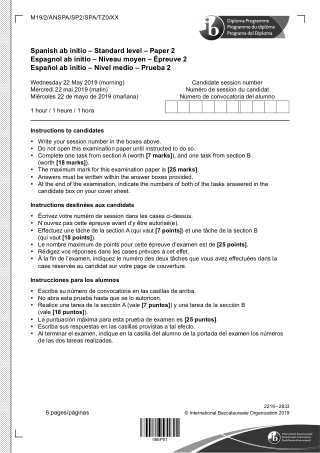 M19/2/ANSPA/SP2/SPA/TZ0/XX
Diploma Programme
Programme du diplôme
Programa del Diploma
Spanish ab initio – Standard level – Paper 2
Espagnol ab initio – Niveau moyen – Épreuve 2
Español ab initio – Nivel medio – Prueba 2
Wednesday 22 May 2019 (morning)
Mercredi 22 mai 2019 (matin)
Miércoles 22 de mayo de 2019 (mañana)
Candidate session number
Numéro de session du candidat
Número de convocatoria del alumno
1 hour / 1 heure / 1 hora
Instructions to candidates
• Write your session number in the boxes above.
• Do not open this examination paper until instructed to do so.
• Complete one task from section A (worth [7 marks]), and one task from section B
(worth [18 marks]).
• The maximum mark for this examination paper is [25 marks].
• Answers must be written within the answer boxes provided.
• At the end of the examination, indicate the numbers of both of the tasks answered in the
candidate box on your cover sheet.
Instructions destinées aux candidats
• Écrivez votre numéro de session dans les cases ci-dessus.
• N'ouvrez pas cette épreuve avant d'y être autorisé(e).
• Effectuez une tâche de la section A (qui vaut [7 points]) et une tâche de la section B
(qui vaut [18 points]).
• Le nombre maximum de points pour cette épreuve d'examen est de [25 points].
• Rédigez vos réponses dans les cases prévues à cet effet.
• À la fin de l'examen, indiquez le numéro des deux tâches que vous avez effectuées dans la
case réservée au candidat sur votre page de couverture.
Instrucciones para los alumnos
• Escriba su número de convocatoria en las casillas de arriba.
• No abra esta prueba hasta que se lo autoricen.
• Realice una tarea de la sección A (vale [7 puntos]) y una tarea de la sección B
(vale [18 puntos]).
• La puntuación máxima para esta prueba de examen es [25 puntos].
• Escriba sus respuestas en las casillas provistas a tal efecto.
• Al terminar el examen, indique en la casilla del alumno de la portada del examen los números
de las dos tareas realizadas.
2219–2033
© International Baccalaureate Organization 2019